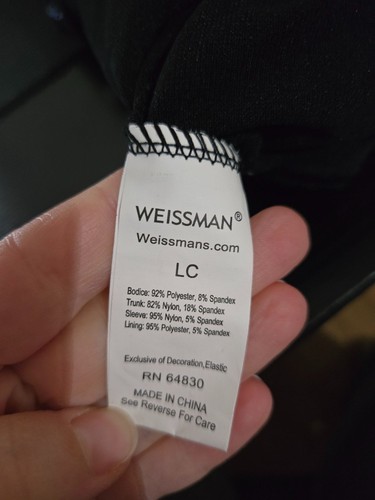 WEISSMAN®
Weissmans.com
LC
Bodice: 92% Polyester, 8% Spandex
Trunk: 82% Nylon, 18% Spandex
Sleeve: 95% Nylon, 5% Spandex
Lining: 95% Polyester, 5% Spandex
Exclusive of Decoration,Elastic
RN 64830
MADE IN CHINA
See Reverse For Care